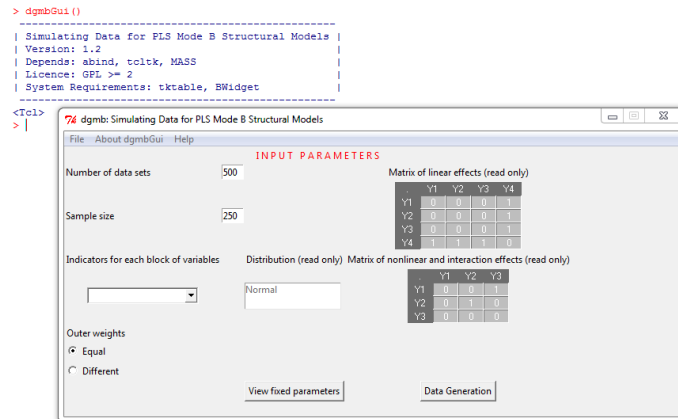 > dgmbGui()
------------------------------------------------
| Simulating Data for PLS Mode B Structural Models |
| Version: 1.2 |
| Depends: abind, tcltk, MASS |
| Licence: GPL >= 2 |
| System Requirements: tktable, BWidget |
------------------------------------------------
<Tcl>
> |
dgmb: Simulating Data for PLS Mode B Structural Models
File About dgmbGui Help
INPUT PARAMETERS
Number of data sets 500 Matrix of linear effects (read only)
. Y1 Y2 Y3 Y4
Y1 0 0 0 1
Sample size 250 Y2 0 0 0 1
Y3 0 0 0 1
Y4 1 1 1 0
Indicators for each block of variables Distribution (read only) Matrix of nonlinear and interaction effects (read only)
. Y1 Y2 Y3
Normal Y1 0 0 1
Y2 0 1 0
Y3 0 0 0
Outer weights
Equal
Different
View fixed parameters Data Generation